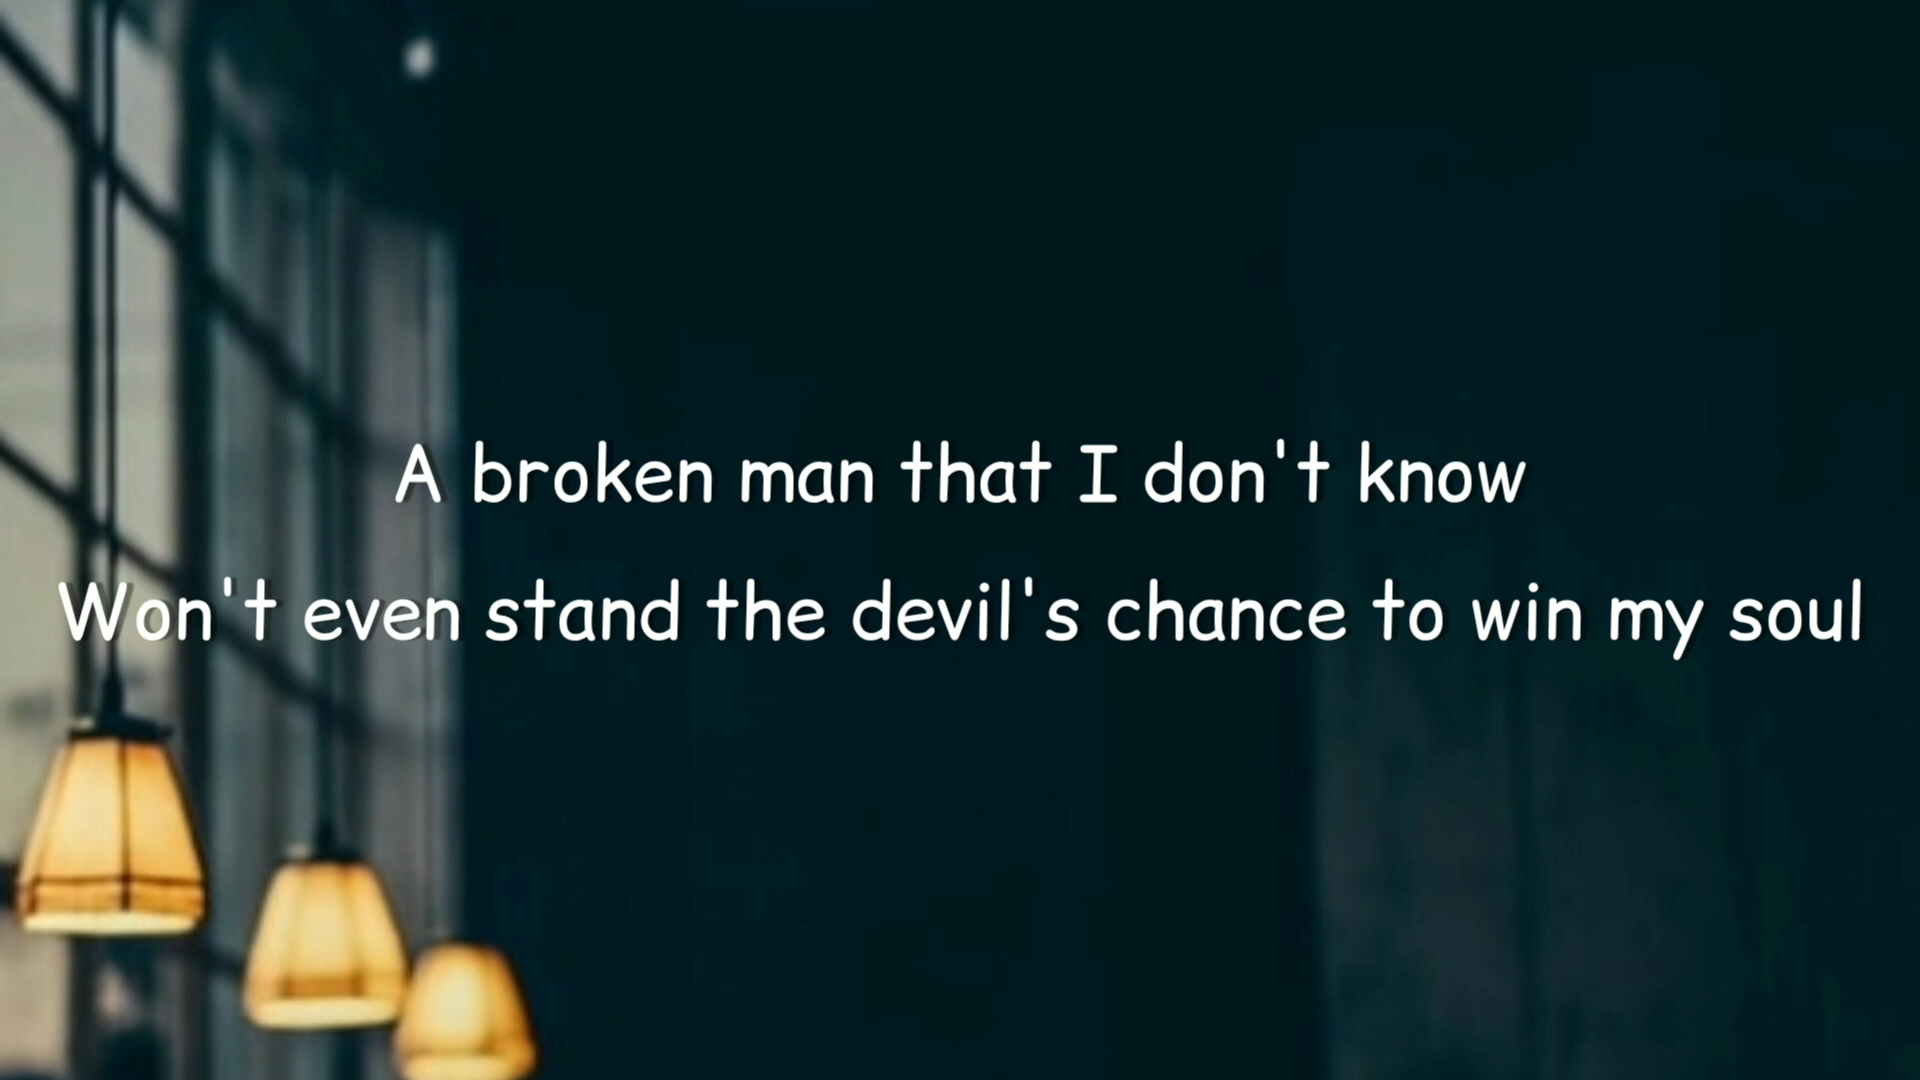 A broken man that I don't know
Won't even stand the devil's chance to win my soul